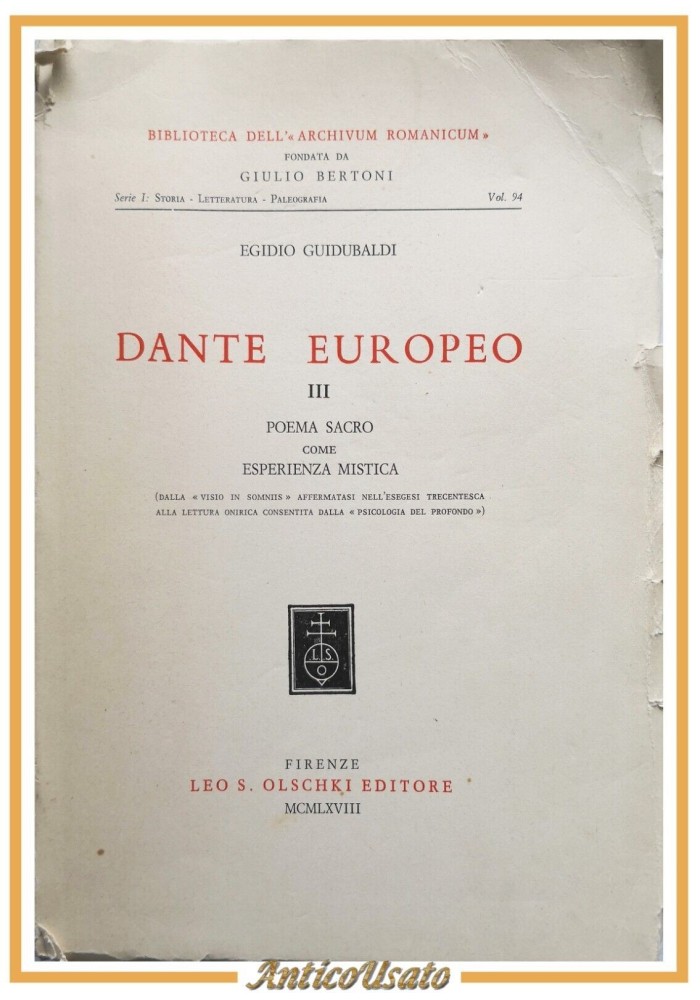 BIBLIOTECA DELL'« ARCHIVUM ROMANICUM »
FONDATA DA
GIULIO BERTONI
Serie I: STORIA - LETTERATURA - PALEOGRAFIA Vol. 94
EGIDIO GUIDUBALDI
DANTE EUROPEO
III
POEMA SACRO
COME
ESPERIENZA MISTICA
(DALLA « VISIO IN SOMNIIS » AFFERMATASI NELL'ESEGESI TRECENTESCA
ALLA LETTURA ONIRICA CONSENTITA DALLA « PSICOLOGIA DEL PROFONDO »)
L. S.
O
FIRENZE
LEO S. OLSCHKI EDITORE
MCMLXVIII
AnticoUsato